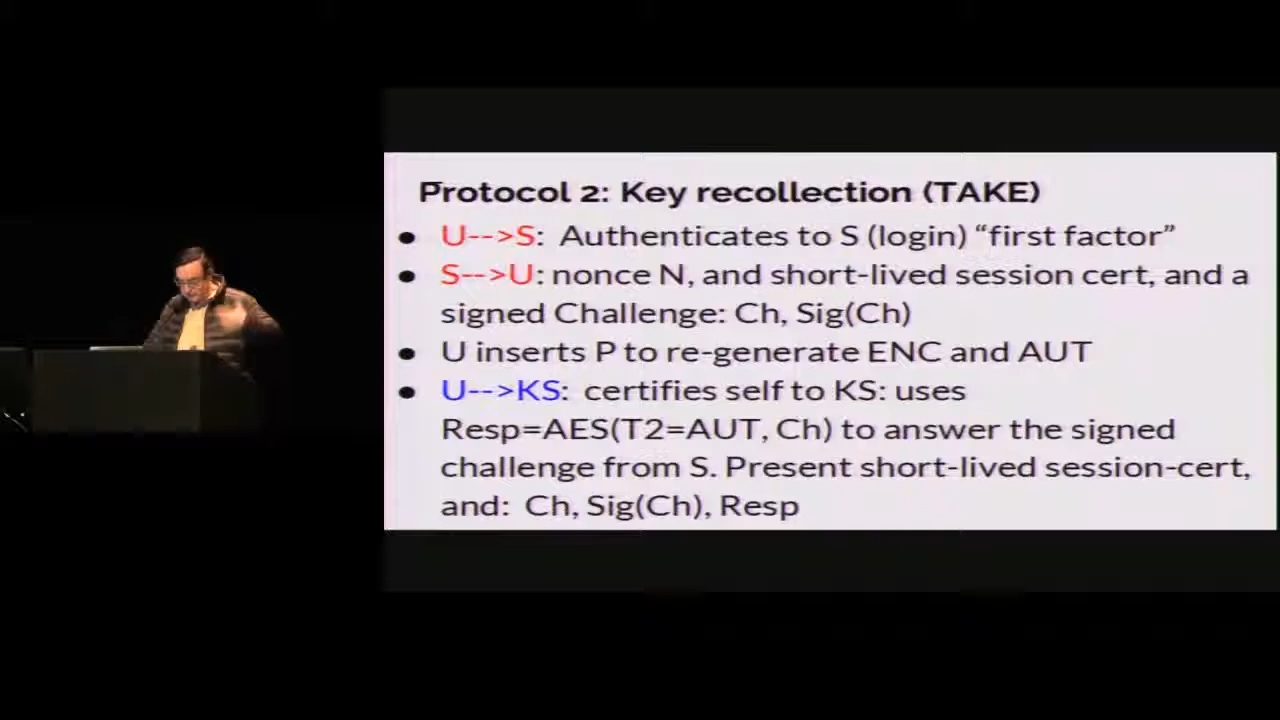 Protocol 2: Key recollection (TAKE)
● U-->S: Authenticates to S (login) “first factor”
● S-->U: nonce N, and short-lived session cert, and a
signed Challenge: Ch, Sig(Ch)
● U inserts P to re-generate ENC and AUT
● U-->KS: certifies self to KS: uses
Resp=AES(T2=AUT, Ch) to answer the signed
challenge from S. Present short-lived session-cert,
and: Ch, Sig(Ch), Resp